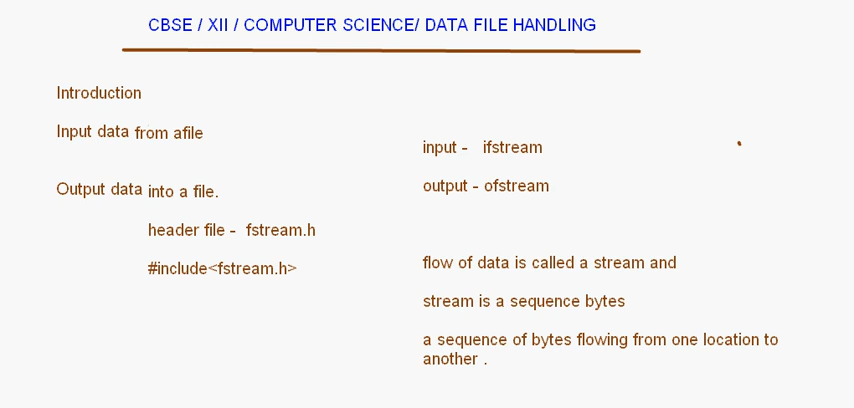 CBSE / XII / COMPUTER SCIENCE/ DATA FILE HANDLING
Introduction
Input data from afile
Output data into a file.
header file - fstream.h
#include<fstream.h>
input - ifstream
output - ofstream
flow of data is called a stream and
stream is a sequence bytes
a sequence of bytes flowing from one location to
another .